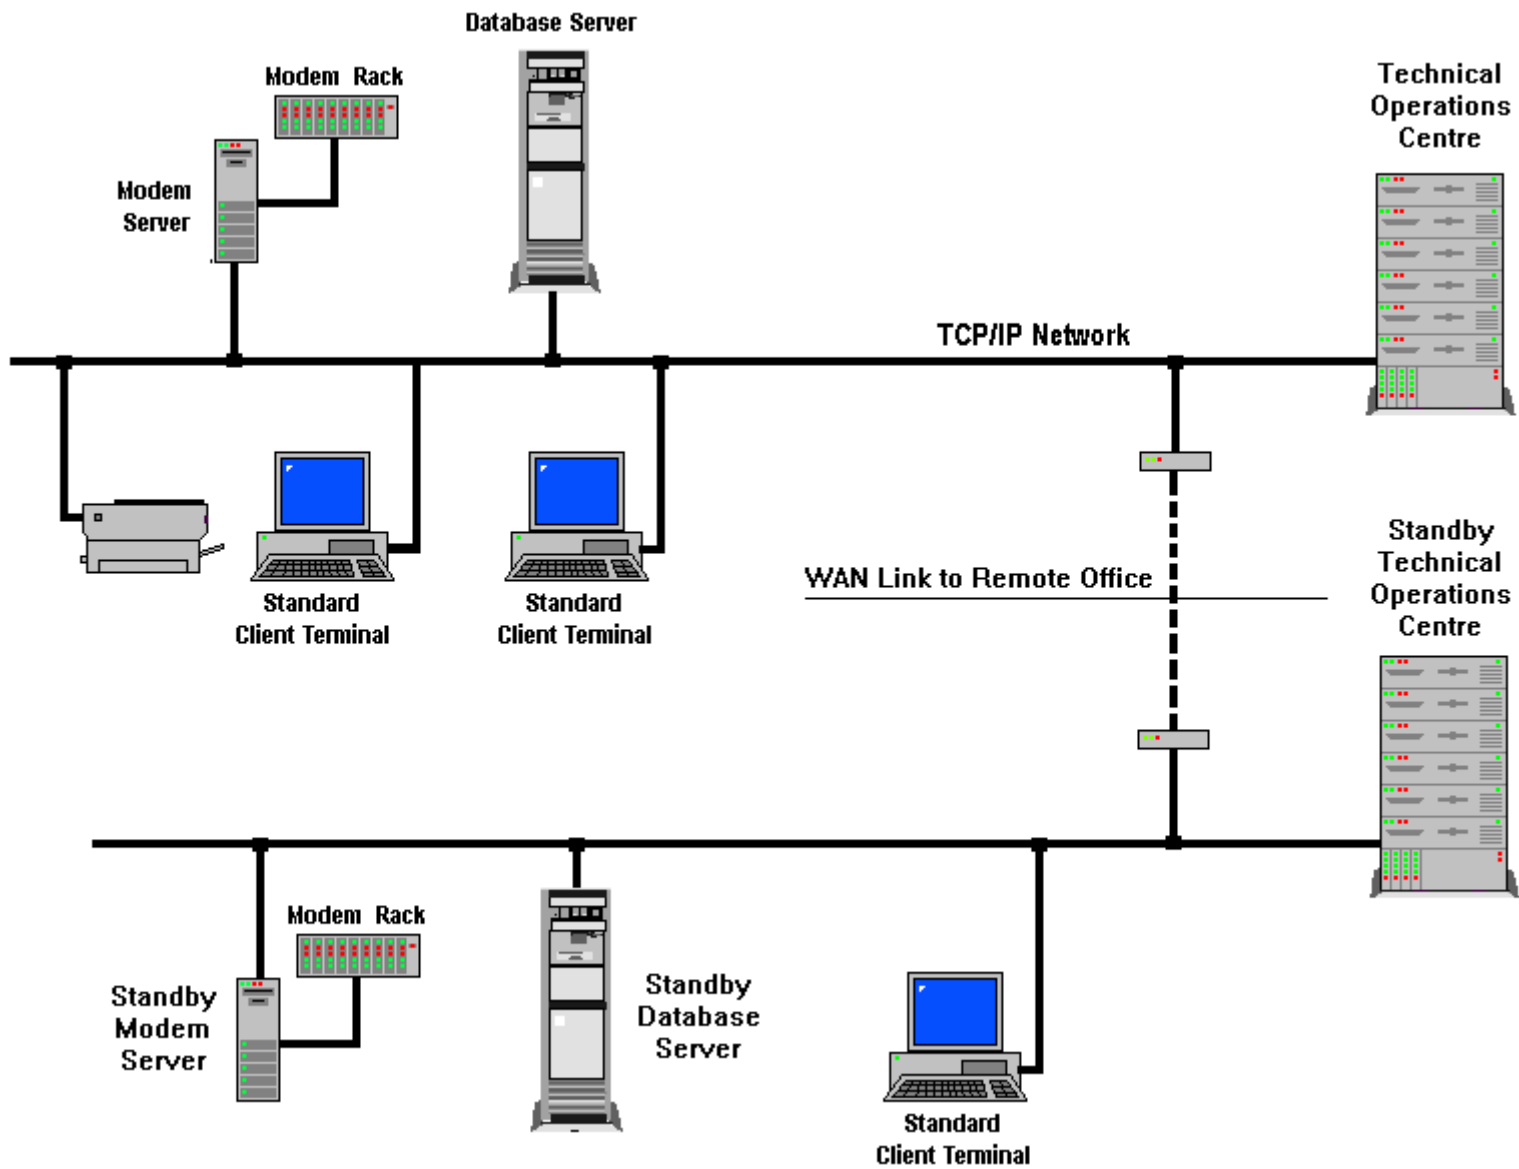 Database Server
Modem Rack
Technical
Operations
Centre
Modem
Server
TCP/IP Network
Standby
Technical
Operations
Centre
WAN Link to Remote Office
Standard
Client Terminal
Standard
Client Terminal
Modem Rack
Standby
Modem
Server
Standby
Database
Server
Standard
Client Terminal